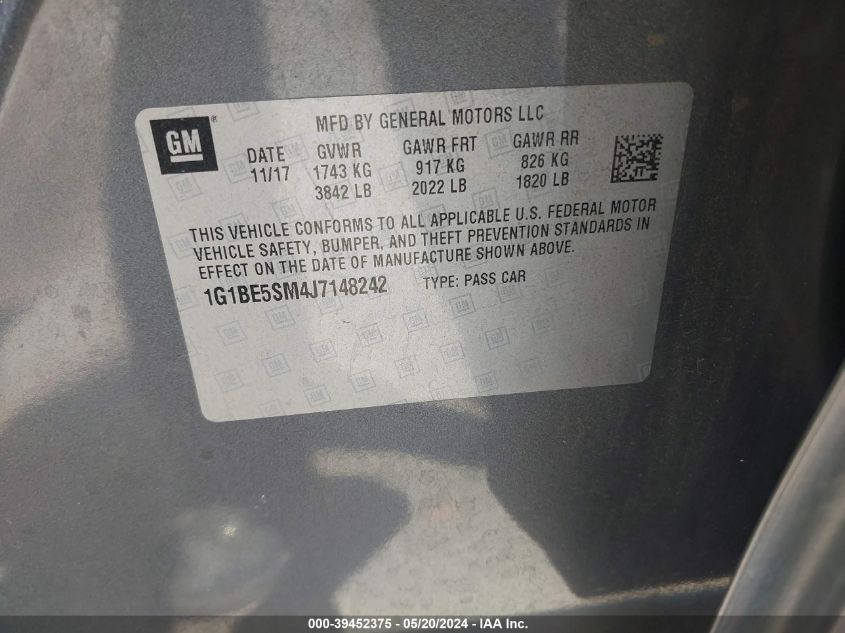 GM ®
MFD BY GENERAL MOTORS LLC
DATE GVWR GAWR FRT GAWR RR
11/17 1743 KG 917 KG 826 KG
3842 LB 2022 LB 1820 LB
THIS VEHICLE CONFORMS TO ALL APPLICABLE U.S. FEDERAL MOTOR
VEHICLE SAFETY, BUMPER, AND THEFT PREVENTION STANDARDS IN
EFFECT ON THE DATE OF MANUFACTURE SHOWN ABOVE.
1G1BE5SM4J7148242 TYPE: PASS CAR
000-39452375 - 05/20/2024 - IAA Inc.